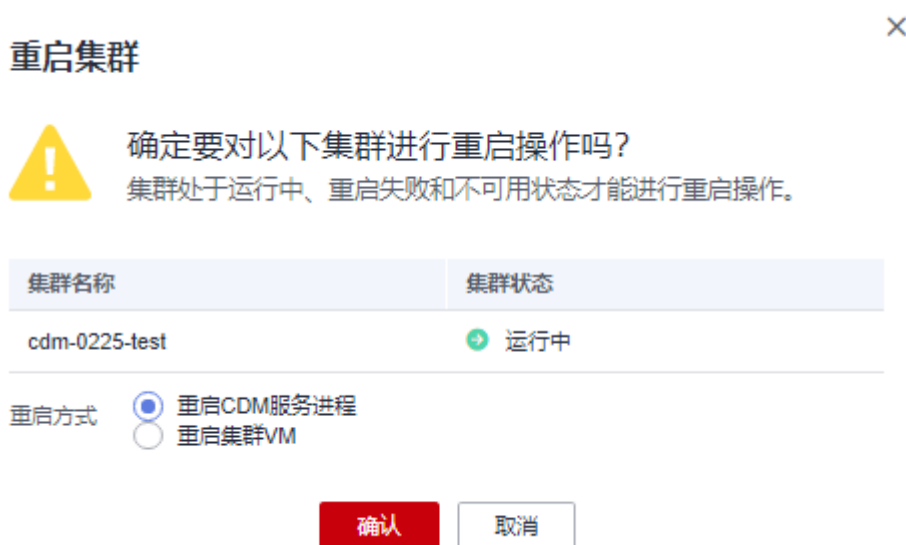 重启集群
确定要对以下集群进行重启操作吗?
集群处于运行中、重启失败和不可用状态才能进行重启操作。
集群名称 集群状态
cdm-0225-test 运行中
重启方式 重启CDM服务进程
重启集群VM
确认 取消